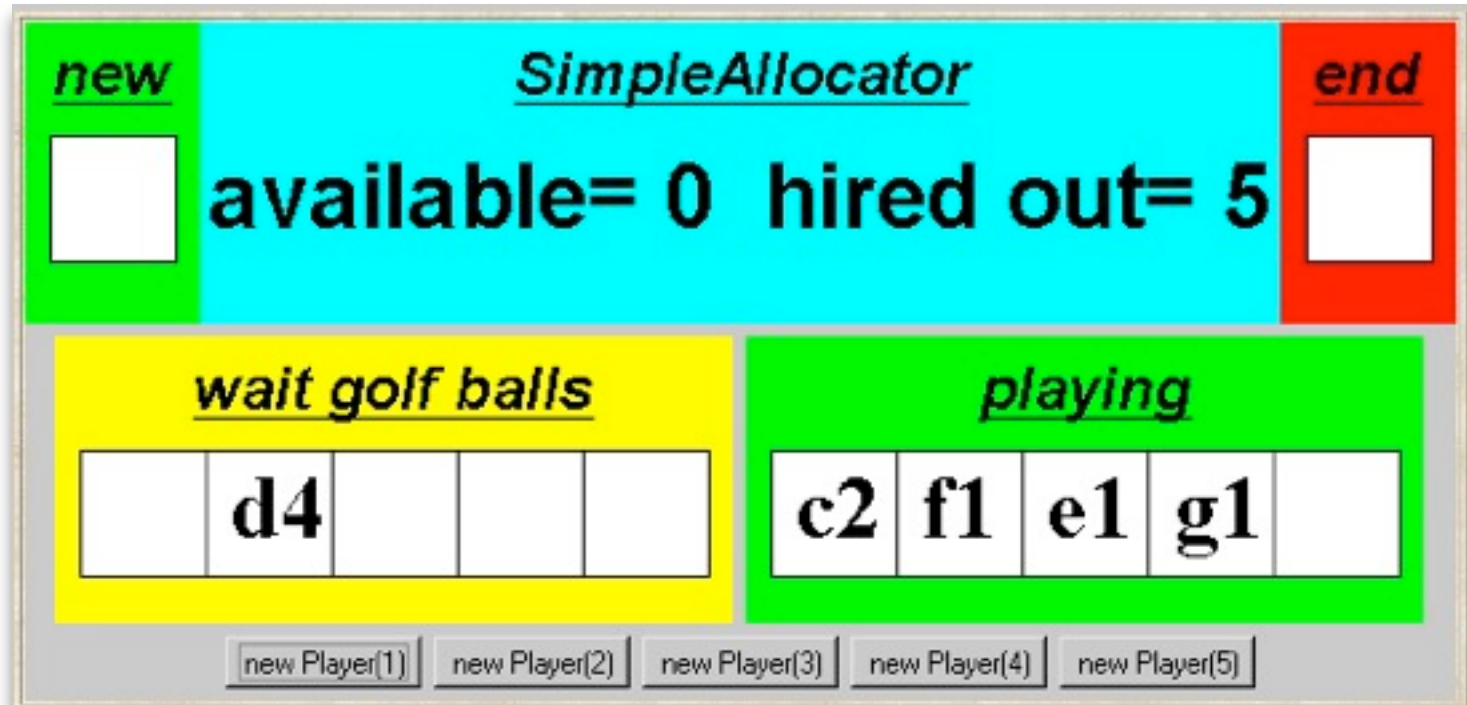 new SimpleAllocator end
available= 0 hired out= 5
wait golf balls playing
d4 c2 f1 e1 g1
new Player(1) new Player(2) new Player(3) new Player(4) new Player(5)